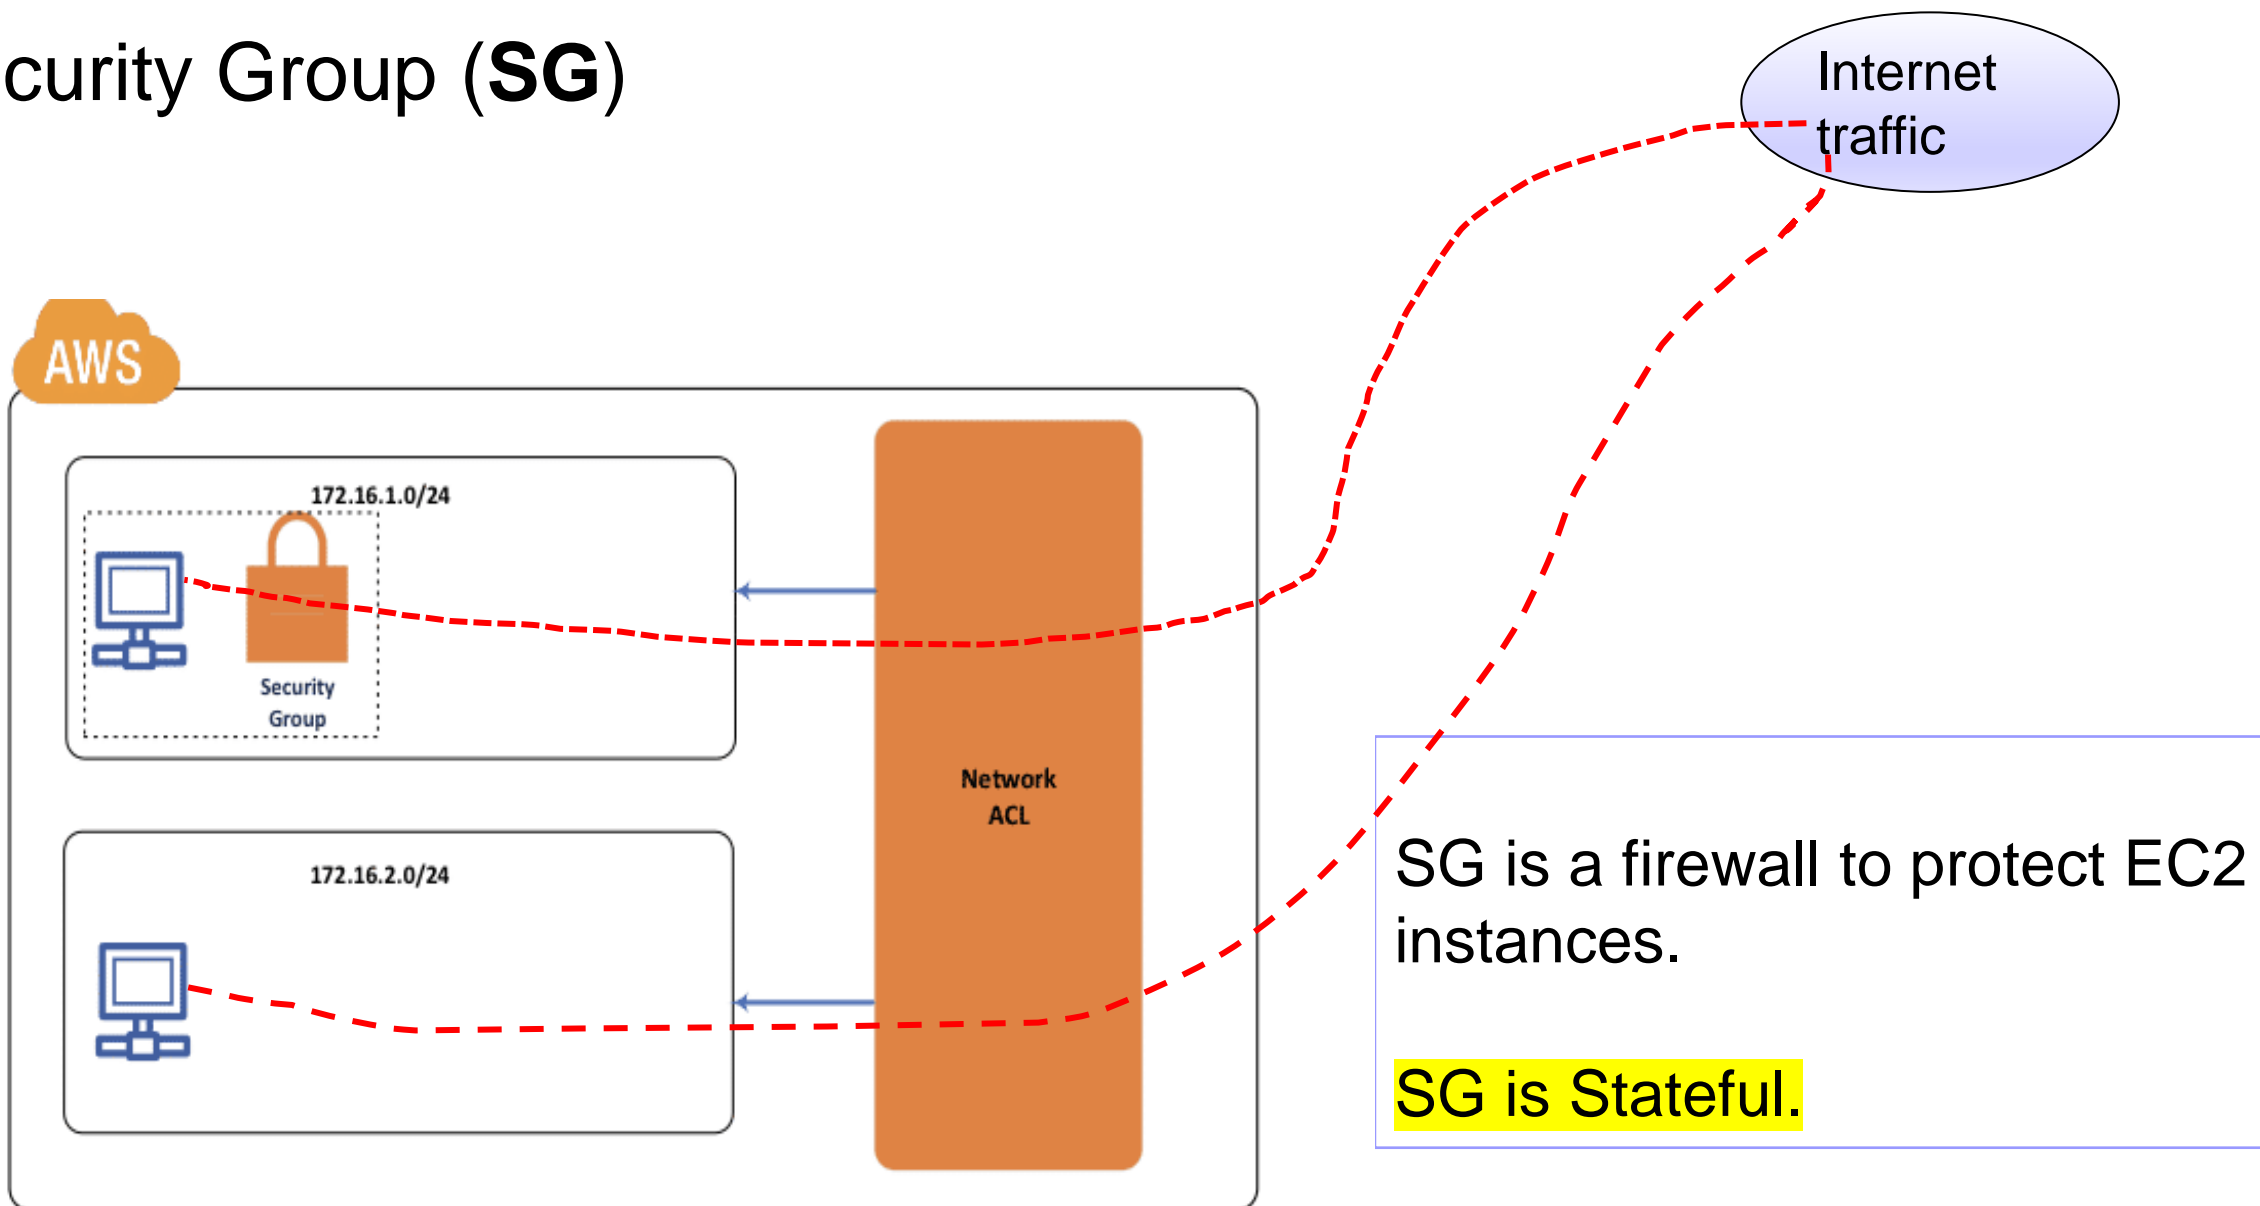 curity Group (SG)
Internet
traffic
AWS
172.16.1.0/24
Security
Group
Network
ACL
172.16.2.0/24
SG is a firewall to protect EC2
instances.
SG is Stateful.